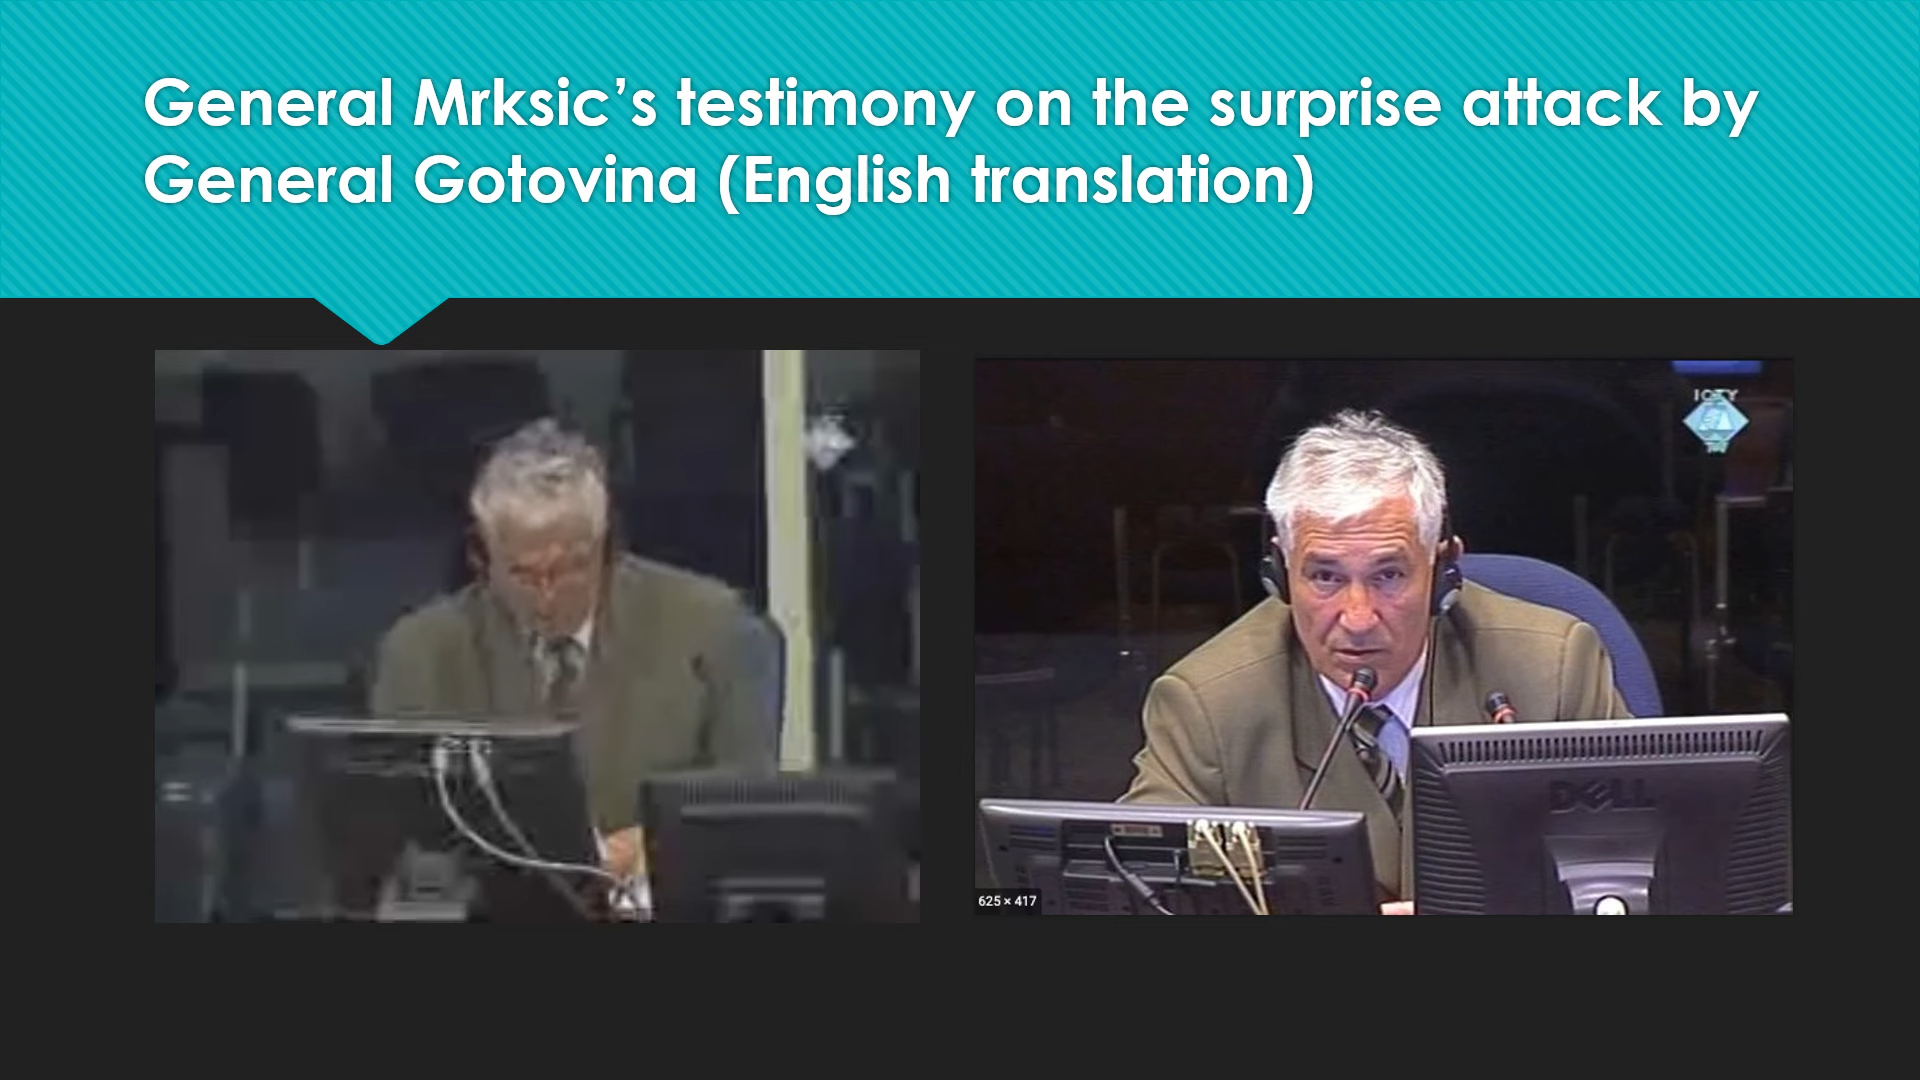 General Mrksic’s testimony on the surprise attack by
General Gotovina (English translation)
ICTY
DELL
625 × 417